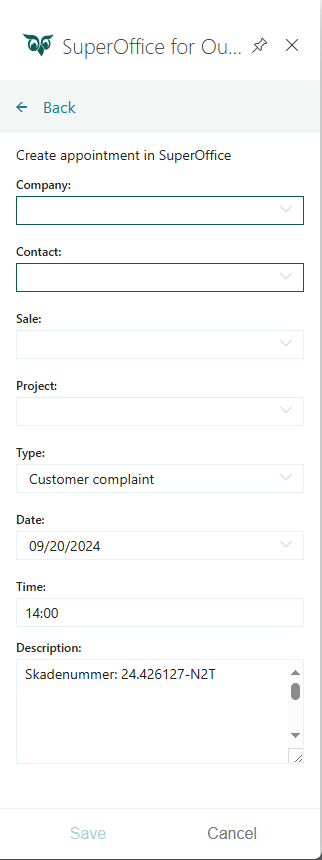 SuperOffice for Ou...
Back
Create appointment in SuperOffice
Company:
Contact:
Sale:
Project:
Type:
Customer complaint
Date:
09/20/2024
Time:
14:00
Description:
Skadenummer: 24.426127-N2T
Save
Cancel